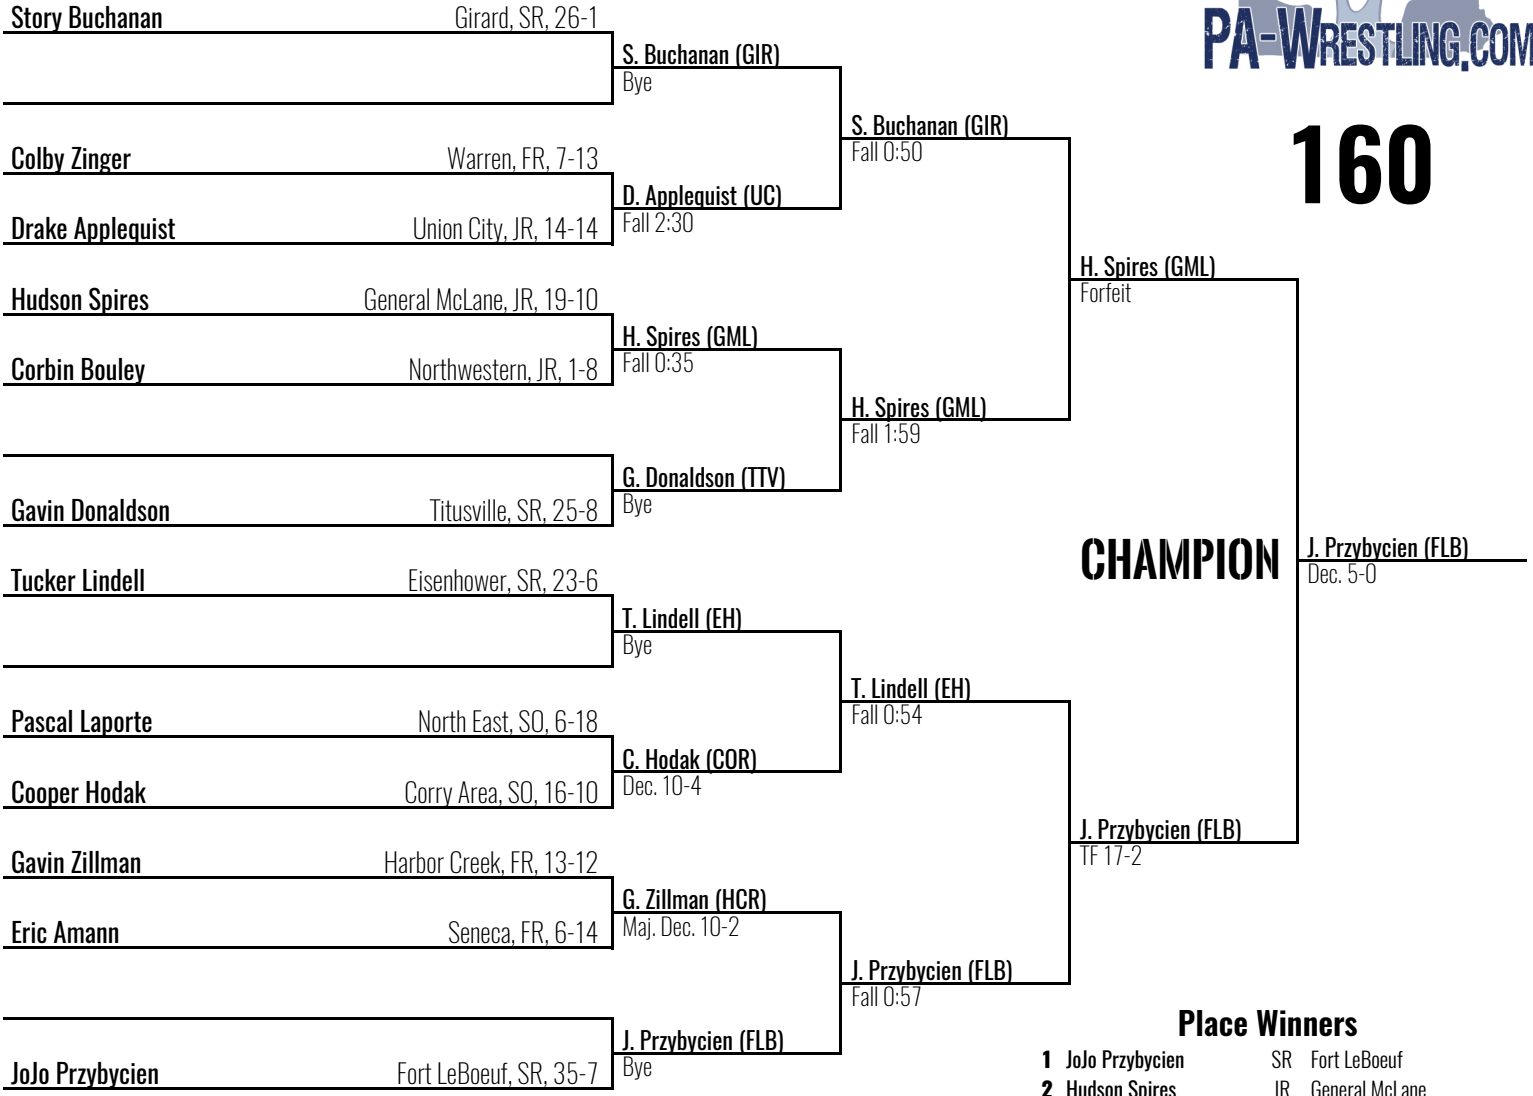 Story Buchanan Girard, SR, 26-1
S. Buchanan (GIR)
Bye
PA-WRESTLING.COM
S. Buchanan (GIR)
Fall 0:50
160
Colby Zinger Warren, FR, 7-13
D. Applequist (UC)
Fall 2:30
Drake Applequist Union City, JR, 14-14
H. Spires (GML)
Forfeit
Hudson Spires General McLane, JR, 19-10
H. Spires (GML)
Fall 0:35
Corbin Bouley Northwestern, JR, 1-8
H. Spires (GML)
Fall 1:59
G. Donaldson (TTV)
Bye
Gavin Donaldson Titusville, SR, 25-8
CHAMPION
J. Przybycien (FLB)
Dec. 5-0
Tucker Lindell Eisenhower, SR, 23-6
T. Lindell (EH)
Bye
T. Lindell (EH)
Fall 0:54
Pascal Laporte North East, SO, 6-18
C. Hodak (COR)
Dec. 10-4
Cooper Hodak Corry Area, SO, 16-10
J. Przybycien (FLB)
TF 17-2
Gavin Zillman Harbor Creek, FR, 13-12
G. Zillman (HCR)
Maj. Dec. 10-2
Eric Amann Seneca, FR, 6-14
J. Przybycien (FLB)
Fall 0:57
J. Przybycien (FLB)
Bye
JoJo Przybycien Fort LeBoeuf, SR, 35-7
Place Winners
1 JoJo Przybycien SR Fort LeBoeuf
2 Hudson Spires JR General McLane